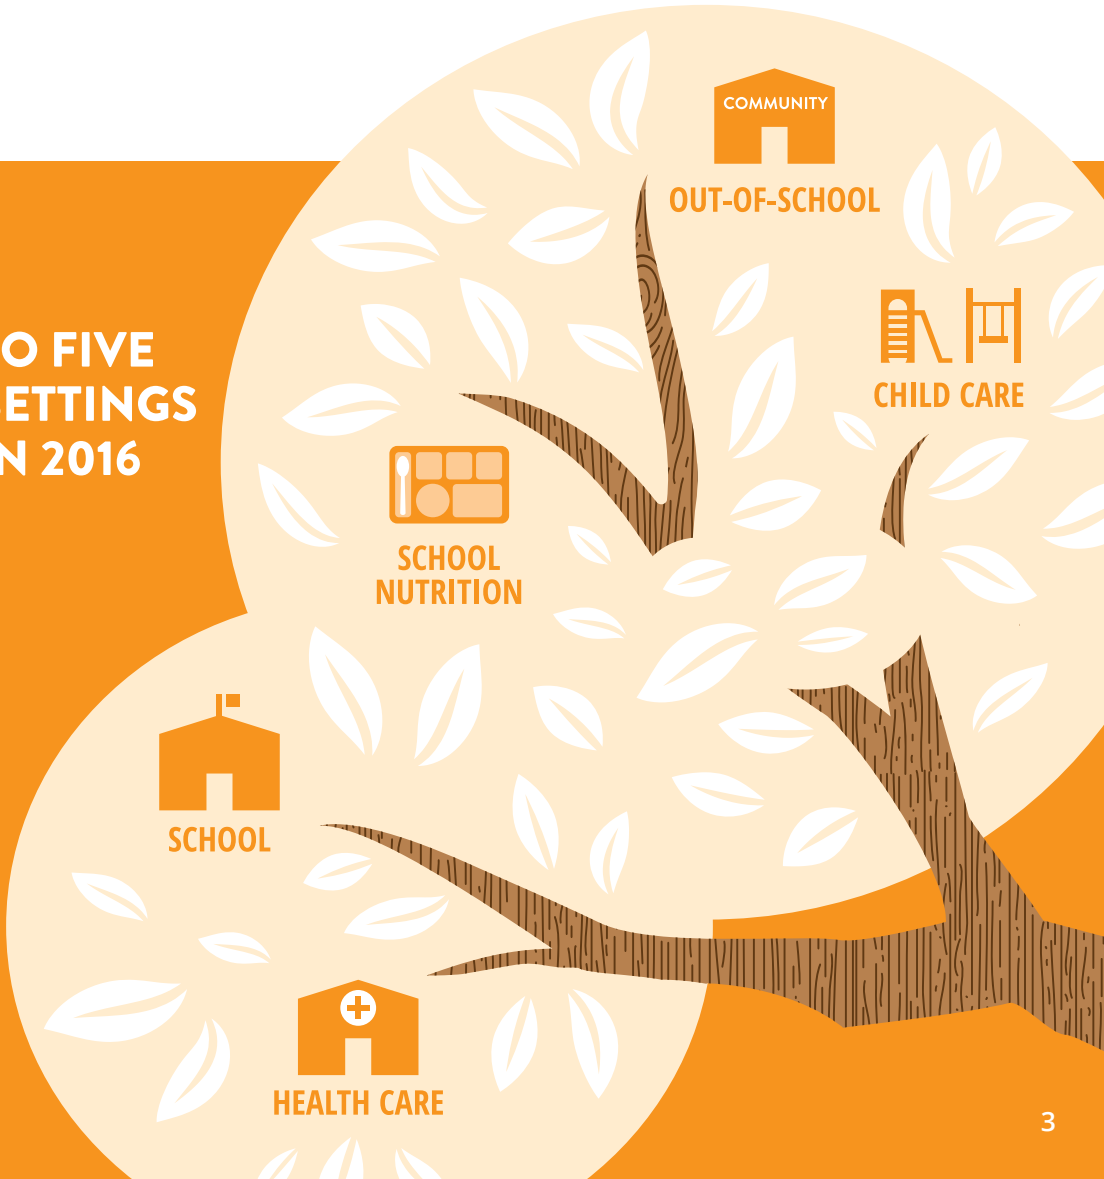 COMMUNITY
OUT-OF-SCHOOL
O FIVE
ETTINGS
N 2016
CHILD CARE
SCHOOL
NUTRITION
SCHOOL
HEALTH CARE
3